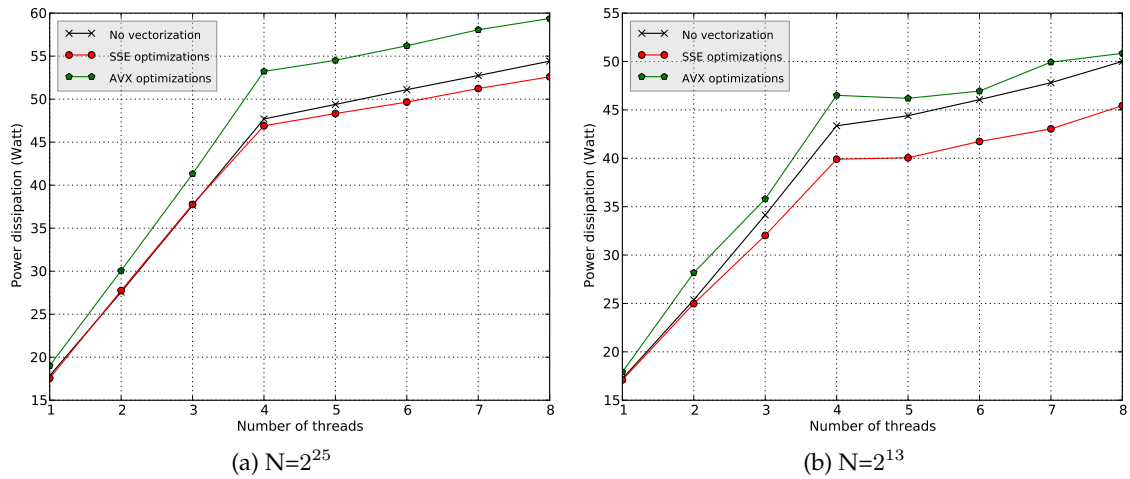 60
55
50
45
40
35
30
25
20
15
Power dissipation (Watt)
No vectorization
SSE optimizations
AVX optimizations
1 2 3 4 5 6 7 8
Number of threads
(a) N=2^25
55
50
45
40
35
30
25
20
15
Power dissipation (Watt)
No vectorization
SSE optimizations
AVX optimizations
1 2 3 4 5 6 7 8
Number of threads
(b) N=2^13